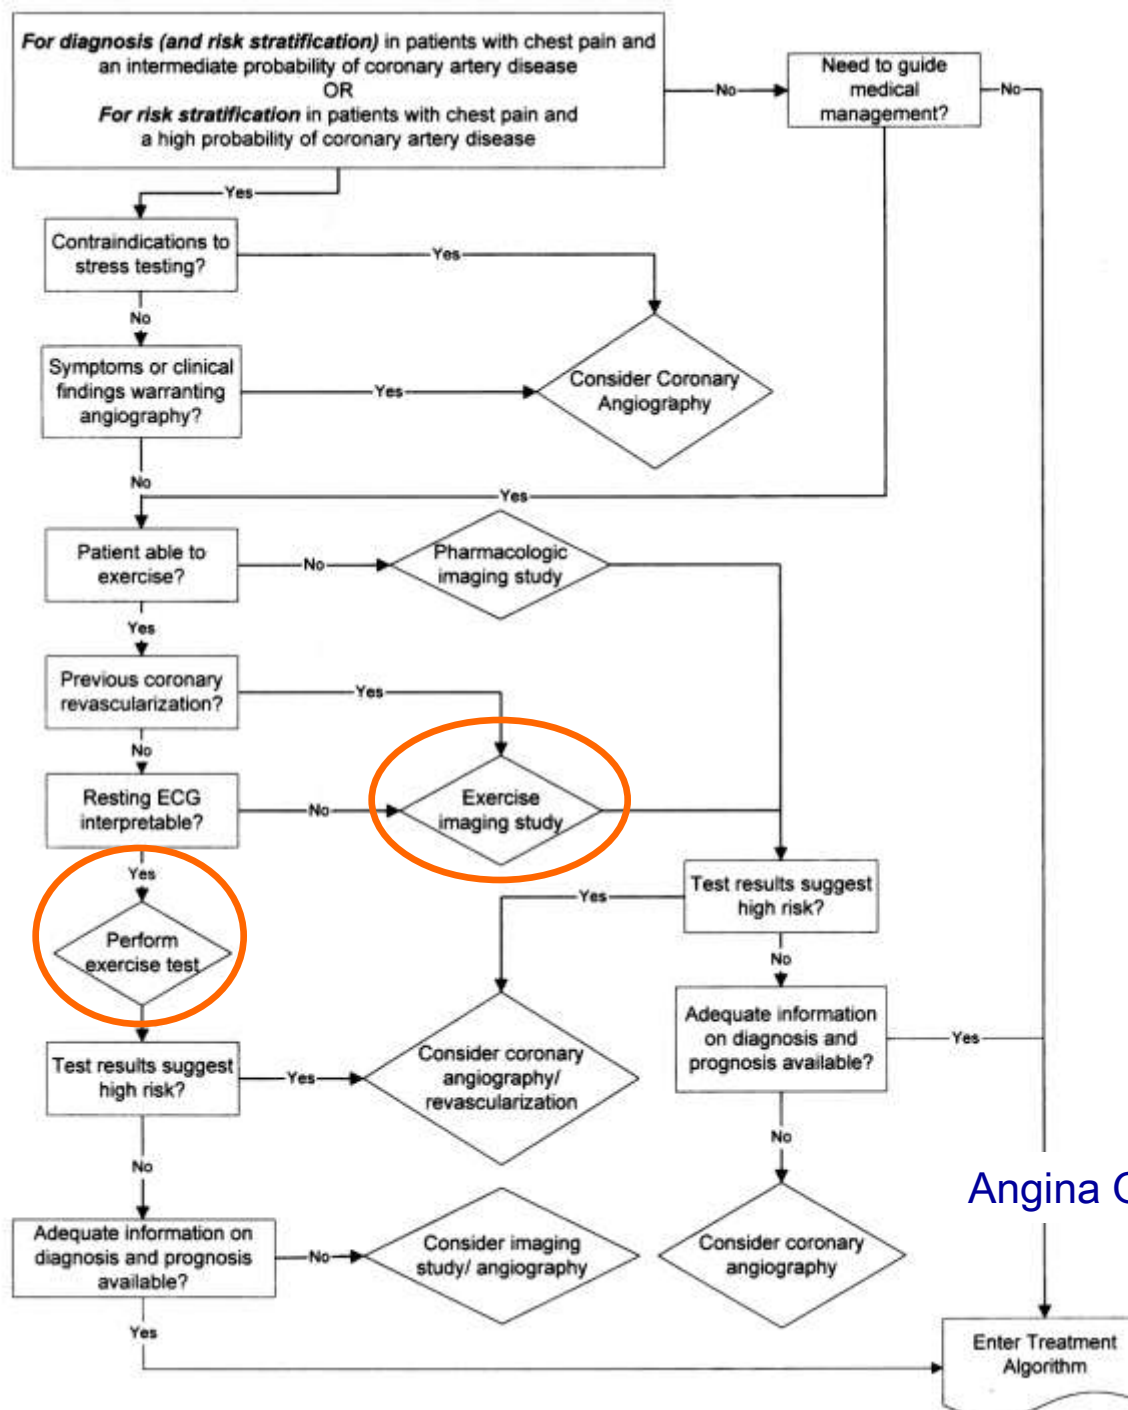 For diagnosis (and risk stratification) in patients with chest pain and
an intermediate probability of coronary artery disease
OR
For risk stratification in patients with chest pain and
a high probability of coronary artery disease
No
Need to guide
medical
management?
No
Yes
Contraindications to
stress testing?
Yes
No
Symptoms or clinical
findings warranting
angiography?
Yes
Consider Coronary
Angiography
No
Yes
Patient able to
exercise?
No
Pharmacologic
imaging study
Yes
Previous coronary
revascularization?
Yes
No
Resting ECG
interpretable?
No
Exercise
imaging study
Yes
Perform
exercise test
Test results suggest
high risk?
Yes
No
Adequate information
on diagnosis and
prognosis available?
Yes
Test results suggest
high risk?
Yes
Consider coronary
angiography/
revascularization
No
No
Angina
Adequate information on
diagnosis and prognosis
available?
No
Consider imaging
study/ angiography
Consider coronary
angiography
Yes
Enter Treatment
Algorithm